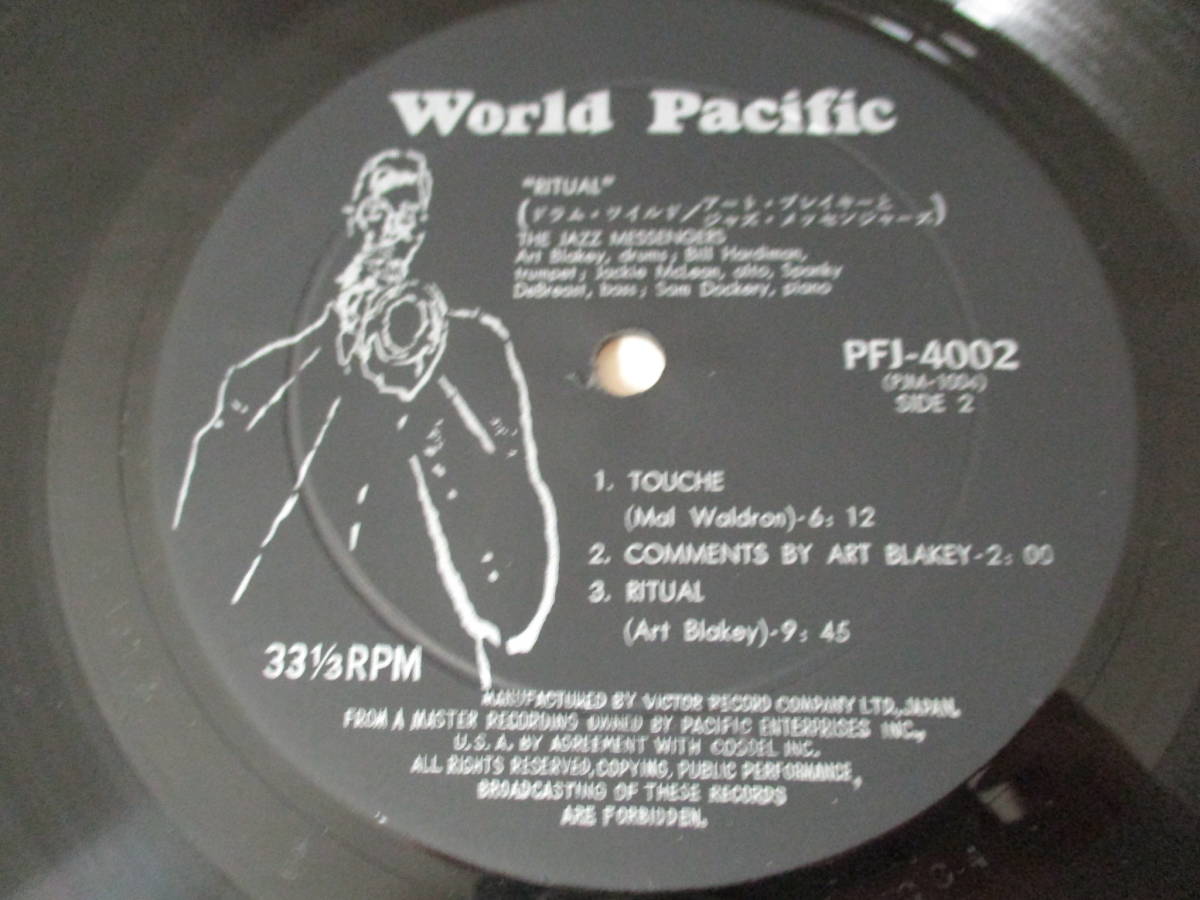 World Pacific
"RITUAL"
(ドラム・ワイルド/アート・ブレイキーと
ジャズ・メッセンジャーズ)
THE JAZZ MESSENGERS
Art Blakey, drums; Bill Hardman,
trumpet; Jackie McLean, alto, Spanky
DeBrest, bass; Sam Dockery, piano
PFJ-4002
SIDE 2
1. TOUCHE
(Mal Waldron)-6: 12
2. COMMENTS BY ART BLAKEY-2: 00
3. RITUAL
(Art Blakey)-9: 45
33⅓RPM
MANUFACTURED BY VICTOR RECORD COMPANY LTD., JAPAN.
FROM A MASTER RECORDING OWNED BY PACIFIC ENTERPRISES INC.,
U. S. A. BY AGREEMENT WITH COSDEL INC.
ALL RIGHTS RESERVED, COPYING, PUBLIC PERFORMANCE,
BROADCASTING OF THESE RECORDS
ARE FORBIDDEN.